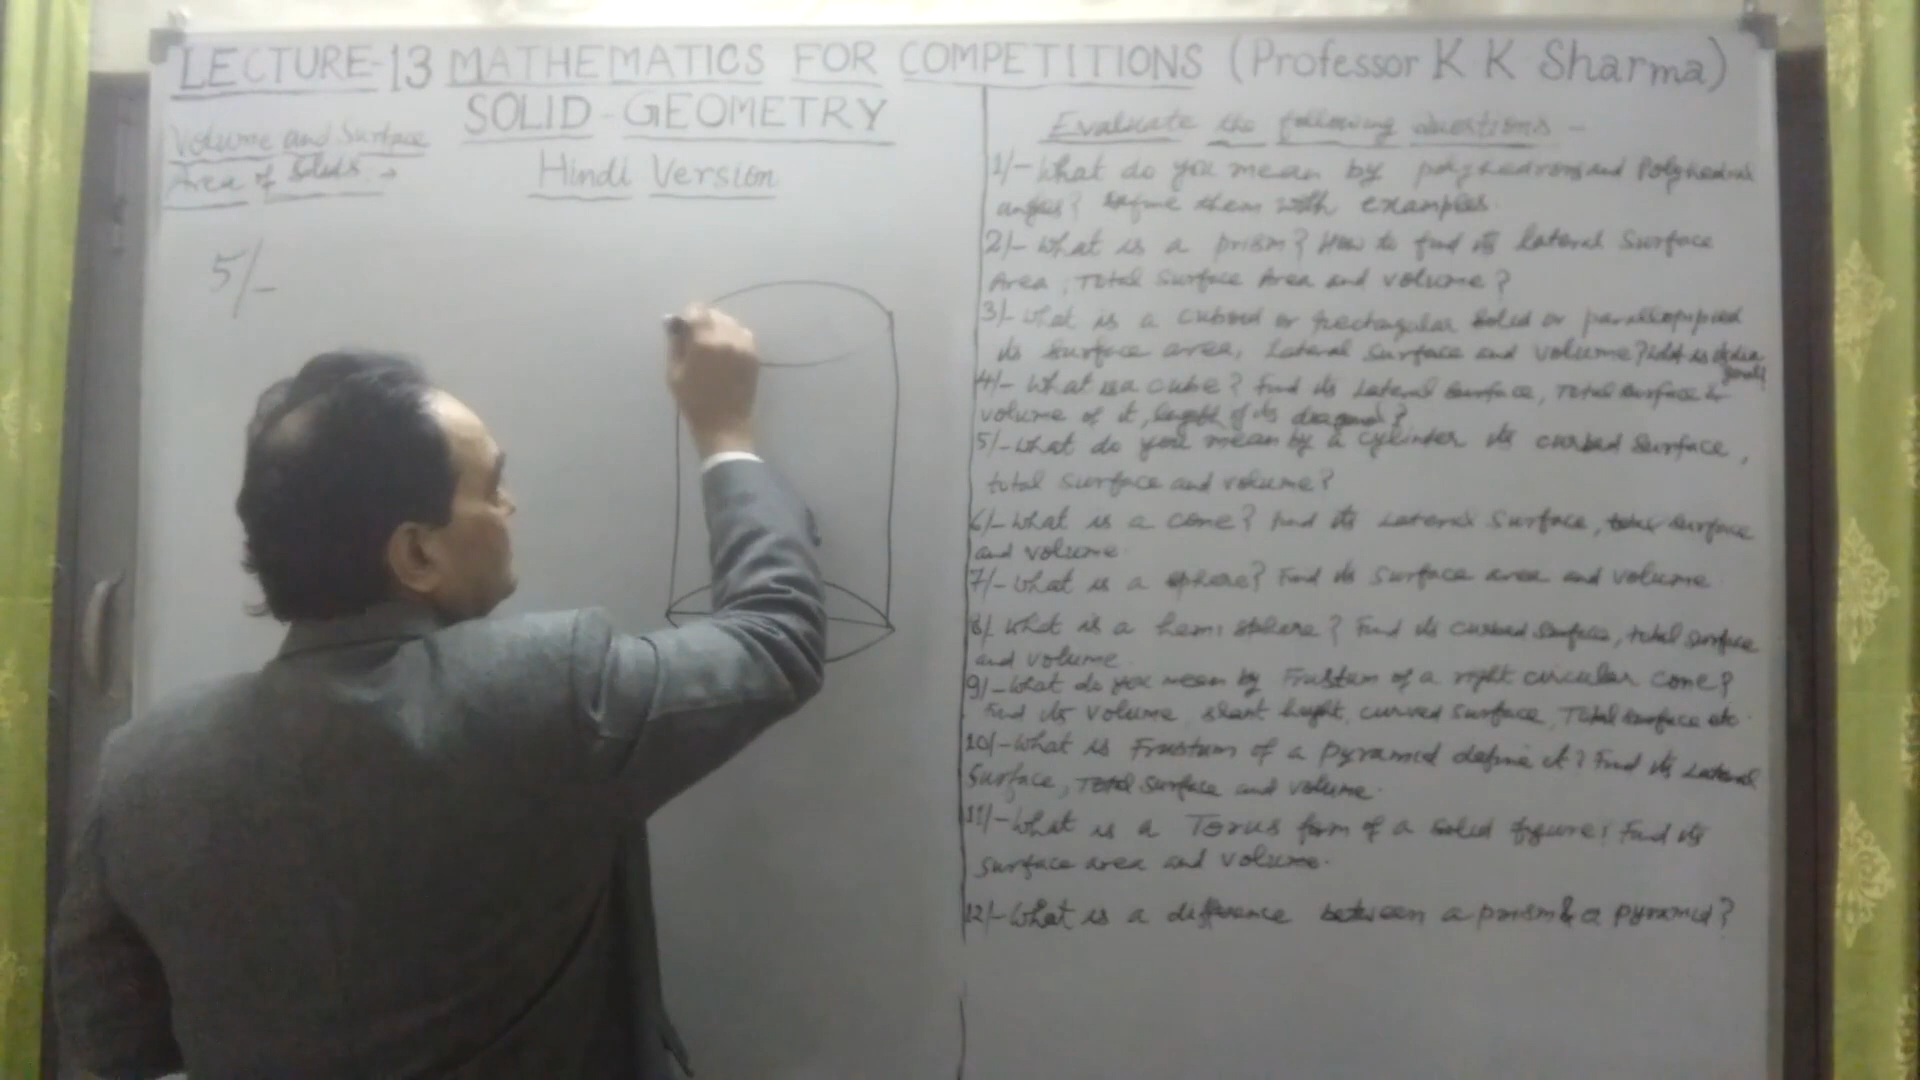 LECTURE-13 MATHEMATICS FOR COMPETITIONS (Professor K K Sharma)
SOLID-GEOMETRY
Hindi Version
Volume and Surface
Area of Solids →
5/-
Evaluate the following questions -
1/- What do you mean by polyhedrons and Polyhedral
angles? define them with examples.
2/- What is a prism? How to find its lateral Surface
Area, Total Surface Area and volume?
3/- What is a cuboid or rectangular solid or parallopipied
its surface area, lateral surface and volume? What is its
4/- What is a cube? Find its lateral surface, Total surface &
volume of it, length of its diagonal?
5/- What do you mean by a cylinder its curbed surface,
total surface and volume?
6/- What is a cone? Find its Lateral Surface, total surface
and volume.
7/- What is a sphere? Find its surface area and volume
8/- What is a hemi sphere? Find its curbed surface, total surface
and volume
9/- What do you mean by Frustum of a right circular cone?
Find its volume, slant hight, curved surface, Total surface etc.
10/- What is Frustum of a pyramid define it? Find its Lateral
Surface, Total surface and volume.
11/- What is a Torus form of a solid figure! Find its
surface area and volume.
12/- What is a difference between a prism & a pyramid?